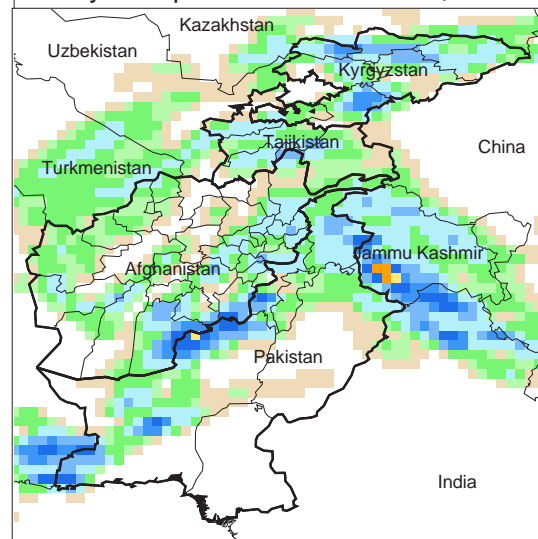 Kazakhstan
Uzbekistan
Kyrgyzstan
Tajikistan
China
Turkmenistan
Jammu Kashmir
Afghanistan
Pakistan
India